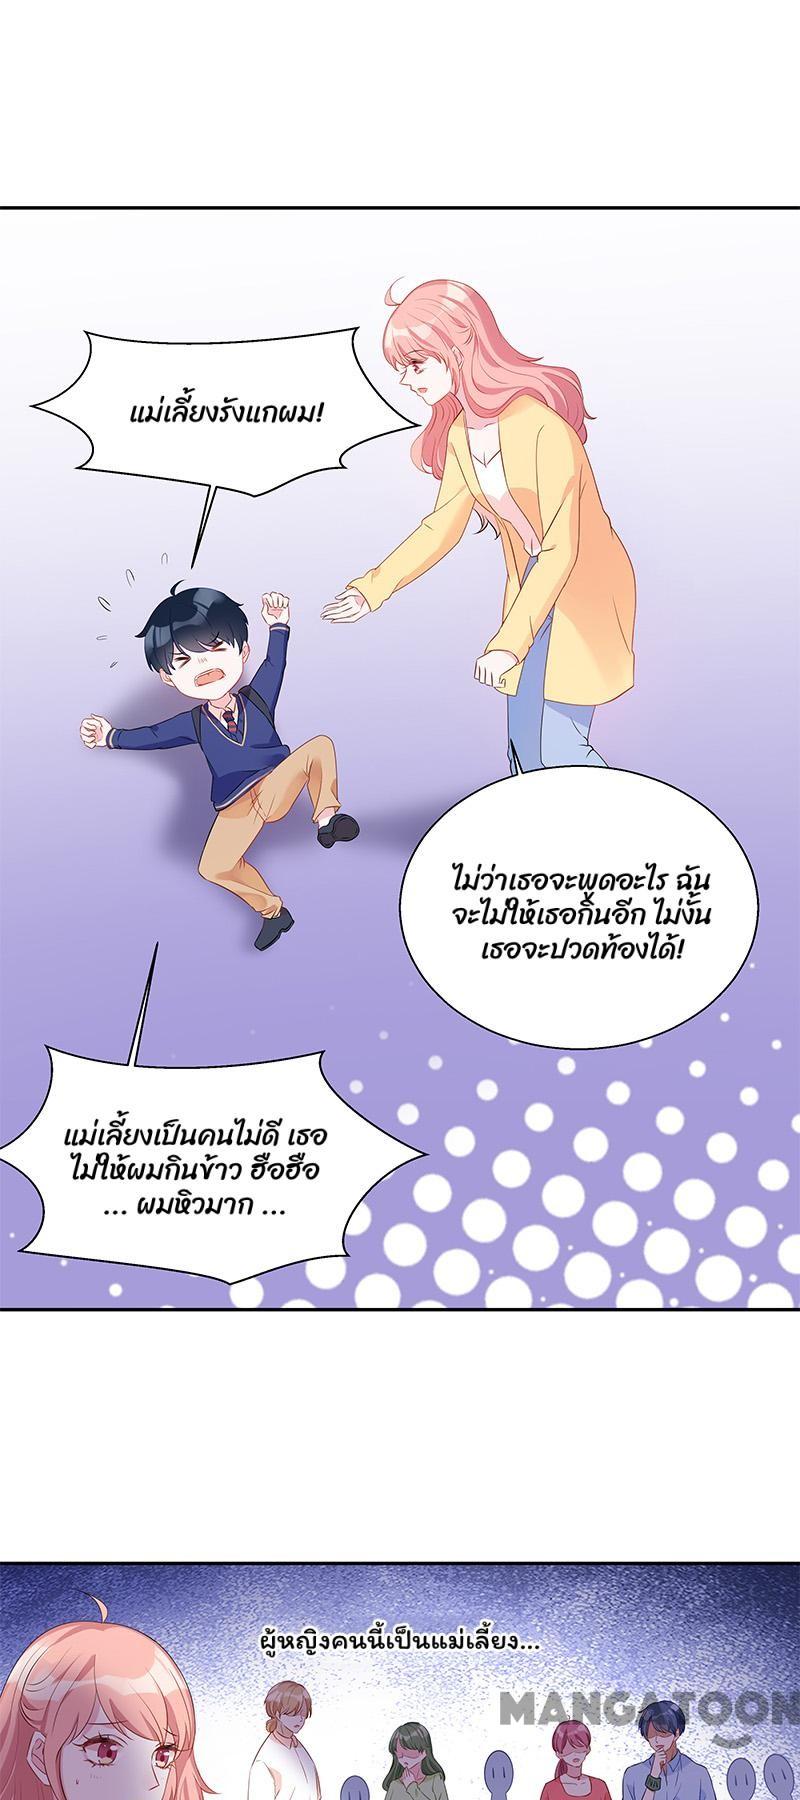 แม่เลี้ยงรังแกผม!
ไม่ว่าเธอจะพูดอะไร ฉัน
จะไม่ให้เธอกินอีก ไม่งั้น
เธอจะปวดท้องได้!
แม่เลี้ยงเป็นคนไม่ดี เธอ
ไม่ให้ผมกินข้าว ฮือฮือ
... ผมหิวมาก ...
ผู้หญิงคนนี้เป็นแม่เลี้ยง...
MANGATOON